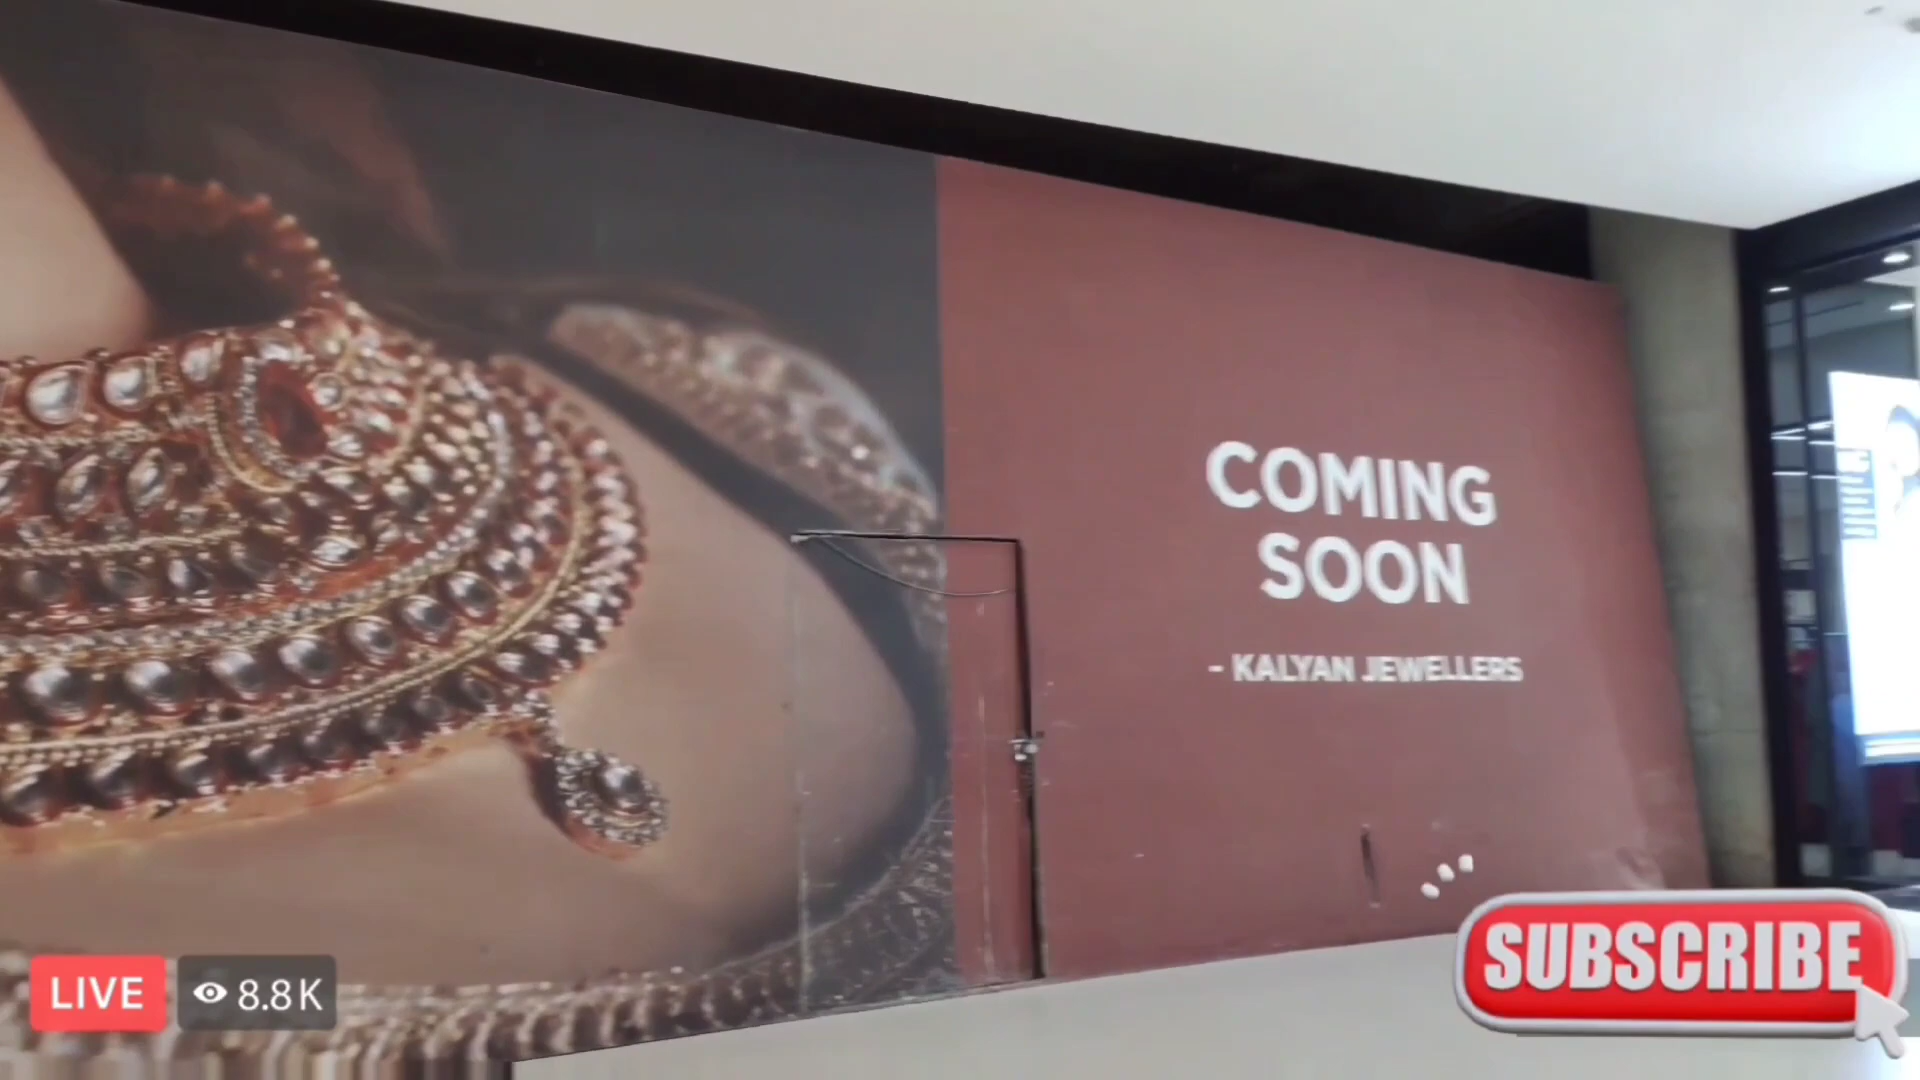 COMING
SOON
- KALYAN JEWELLERS
LIVE
8.8K
SUBSCRIBE